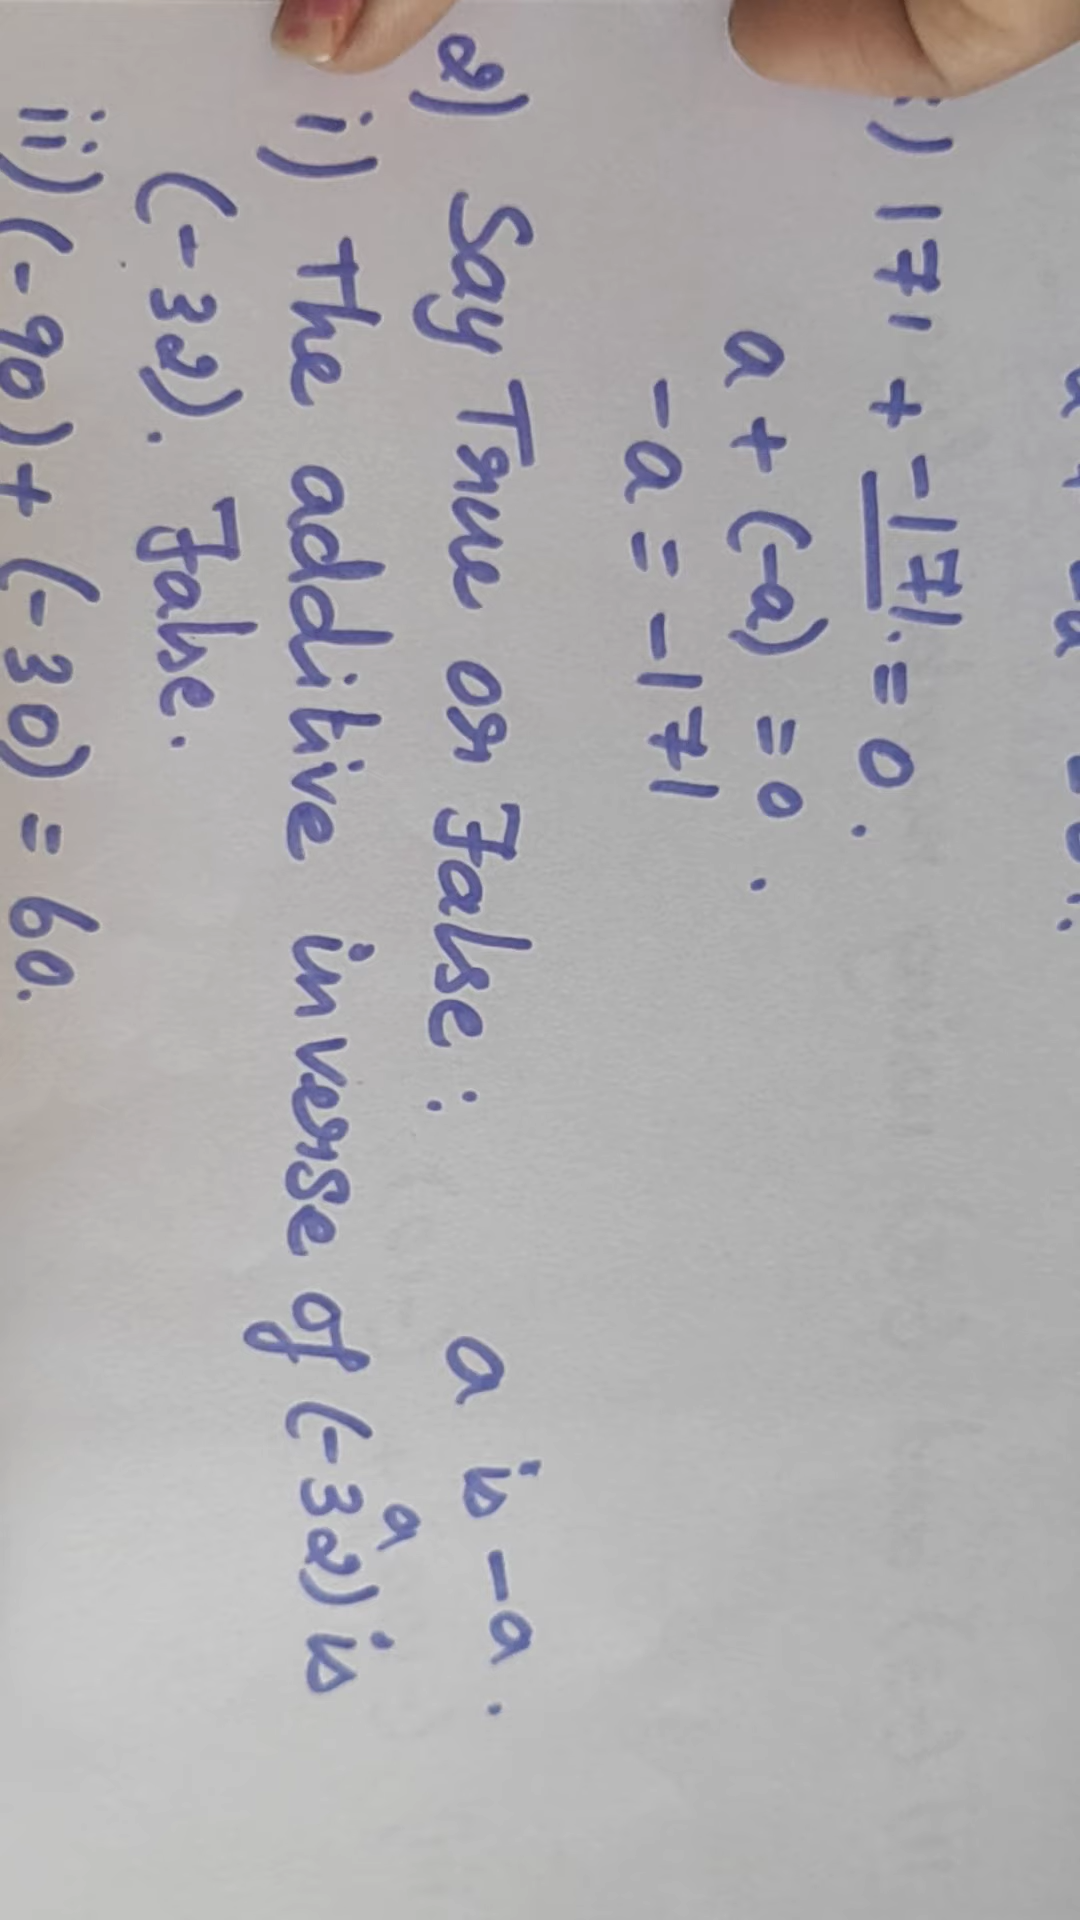 :) 171 + -171. = 0.
a + (-a) = 0.
-a = -171
2) Say True or False : a is -a.
i) The additive inverse of (-32) is
a
(-32). False.
ii) (-90) + (-30) = 60.